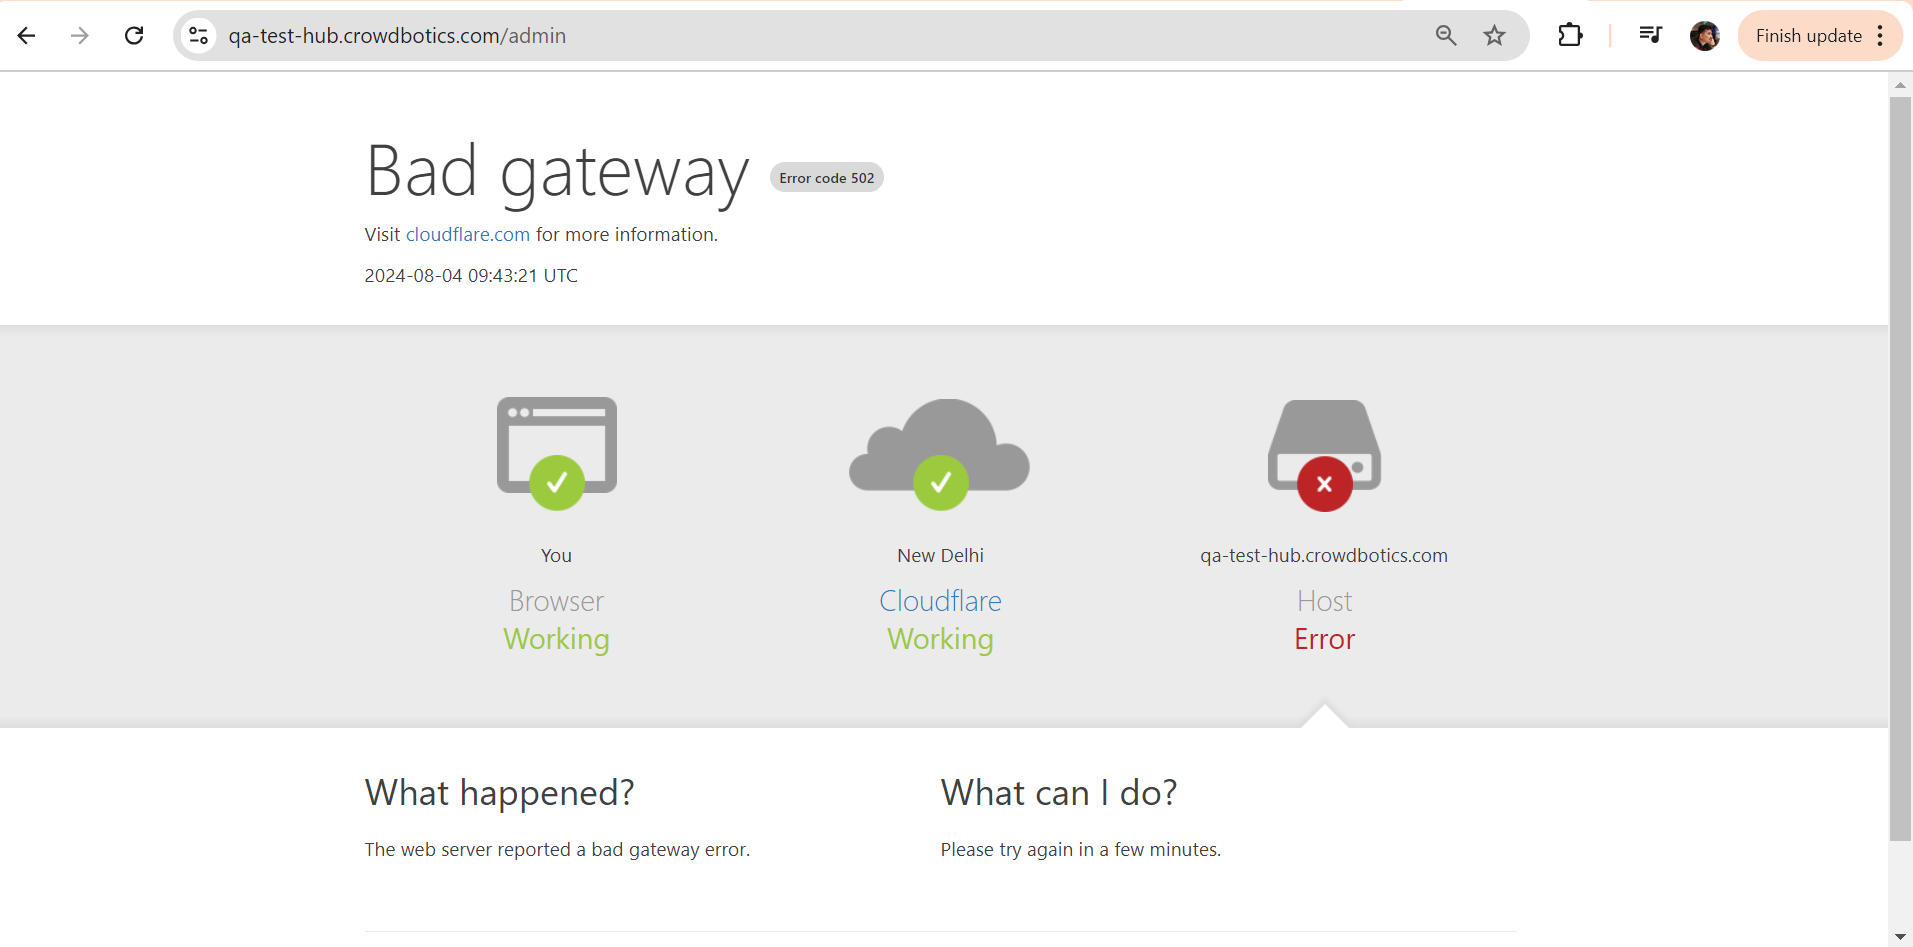 qa-test-hub.crowdbotics.com/admin
Finish update
Bad gateway Error code 502
Visit cloudflare.com for more information.
2024-08-04 09:43:21 UTC
You
Browser
Working
New Delhi
Cloudflare
Working
qa-test-hub.crowdbotics.com
Host
Error
What happened?
The web server reported a bad gateway error.
What can I do?
Please try again in a few minutes.